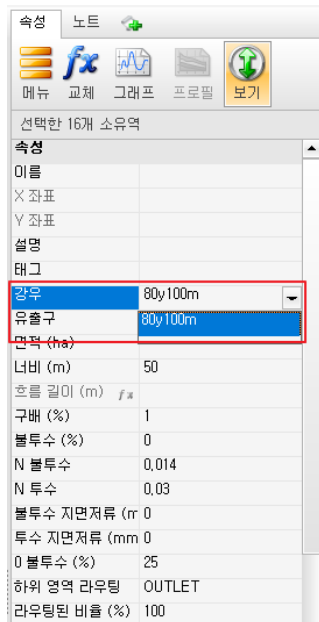 속성 노트
메뉴 교체 그래프 프로필 보기
선택한 16개 소유역
속성
이름
X 좌표
Y 좌표
설명
태그
강우 80y100m
유출구 80y100m
면적 (ha)
너비 (m) 50
흐름 길이 (m) fx
구배 (%) 1
불투수 (%) 0
N 불투수 0,014
N 투수 0,03
불투수 지면저류 (m 0
투수 지면저류 (mm 0
0 불투수 (%) 25
하위 영역 라우팅 OUTLET
라우팅된 비율 (%) 100